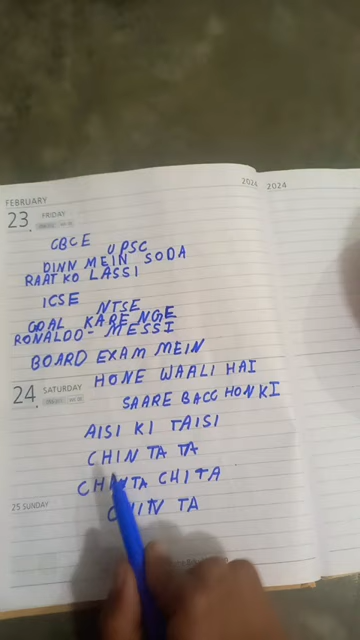 FEBRUARY
2024 2024
23 FRIDAY
CBCE UPSC
DINN MEIN SODA
RAAT KO LASSI
ICSE NTSE
GOAL KARENGE
RONALDO - MESSI
BOARD EXAM MEIN
24 SATURDAY
HONE WAALI HAI
SAARE BACCHON KI
AISI KI TAISI
CHIN TA TA
CHINTA CHITA
25 SUNDAY
CHIN TA